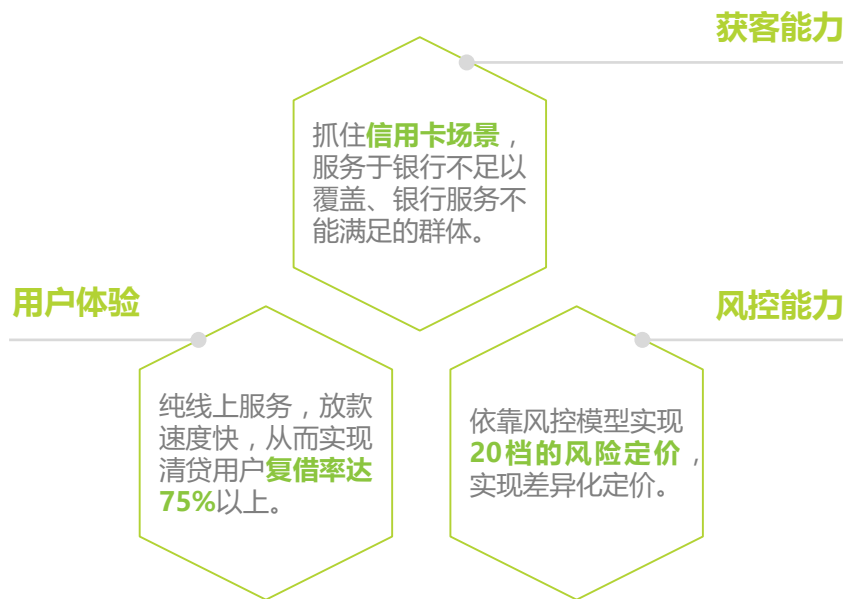 获客能力
抓住信用卡场景，
服务于银行不足以
覆盖、银行服务不
能满足的群体。
用户体验
纯线上服务，放款
速度快，从而实现
清贷用户复借率达
75%以上。
风控能力
依靠风控模型实现
20档的风险定价，
实现差异化定价。